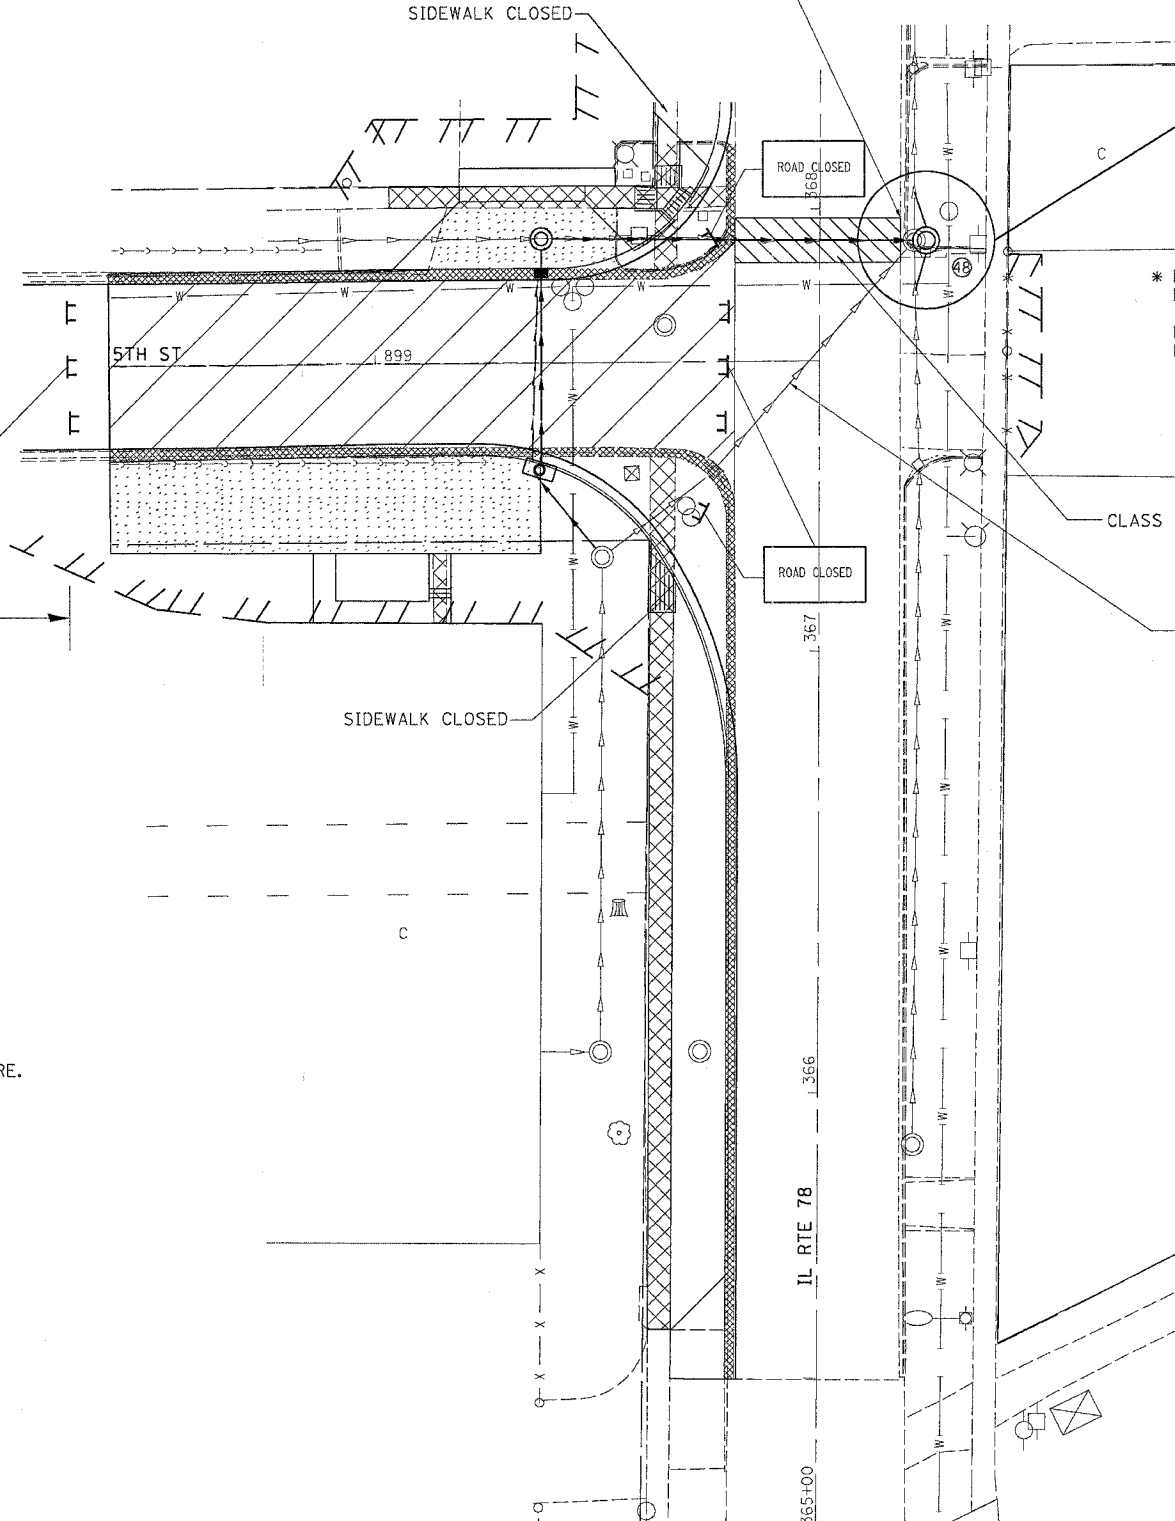 SIDEWALK CLOSED
ROAD CLOSED
368
C
W
48
*
W
W
W
W
W
W
5TH ST
899
W
W
CLASS
ROAD CLOSED
W
W
367
W
SIDEWALK CLOSED
W
W
C
W
RE.
366
W
IL RTE 78
X
W
X
X
W
365+00